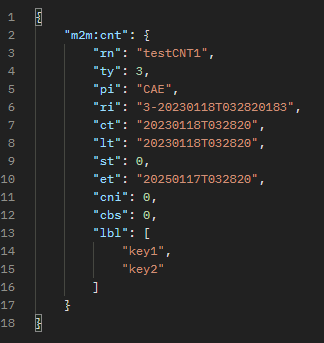 1 {
2     "m2m:cnt": {
3         "rn": "testCNT1",
4         "ty": 3,
5         "pi": "CAE",
6         "ri": "3-20230118T032820183",
7         "ct": "20230118T032820",
8         "lt": "20230118T032820",
9         "st": 0,
10         "et": "20250117T032820",
11         "cni": 0,
12         "cbs": 0,
13         "lbl": [
14             "key1",
15             "key2"
16         ]
17     }
18 }